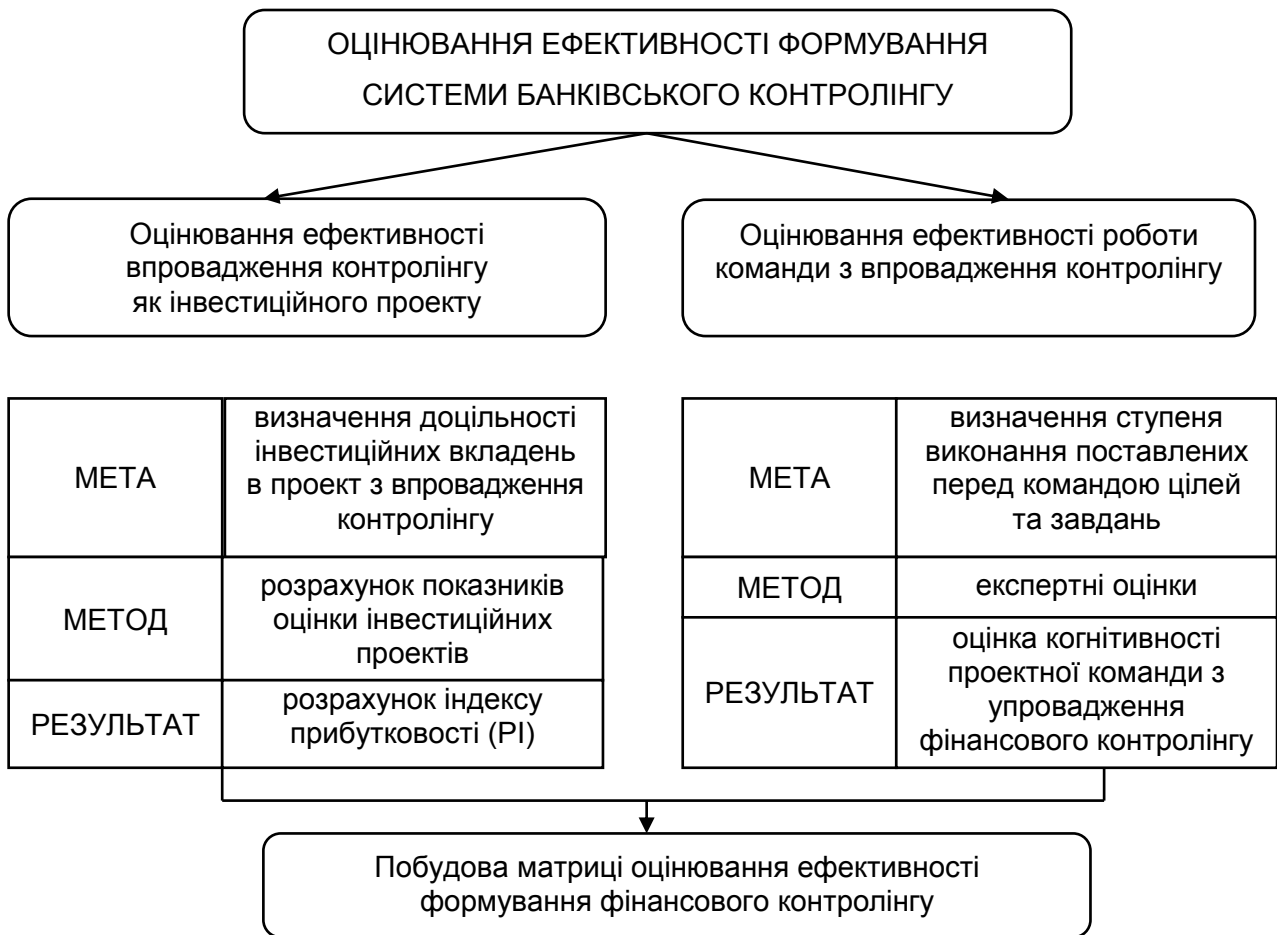 ОЦІНЮВАННЯ ЕФЕКТИВНОСТІ ФОРМУВАННЯ
СИСТЕМИ БАНКІВСЬКОГО КОНТРОЛІНГУ
Оцінювання ефективності
впровадження контролінгу
як інвестиційного проекту
Оцінювання ефективності роботи
команди з впровадження контролінгу
МЕТА
визначення доцільності
інвестиційних вкладень
в проект з впровадження
контролінгу
МЕТОД
розрахунок показників
оцінки інвестиційних
проектів
РЕЗУЛЬТАТ
розрахунок індексу
прибутковості (PI)
МЕТА
визначення ступеня
виконання поставлених
перед командою цілей
та завдань
МЕТОД
експертні оцінки
РЕЗУЛЬТАТ
оцінка когнітивності
проектної команди з
упровадження
фінансового контролінгу
Побудова матриці оцінювання ефективності
формування фінансового контролінгу